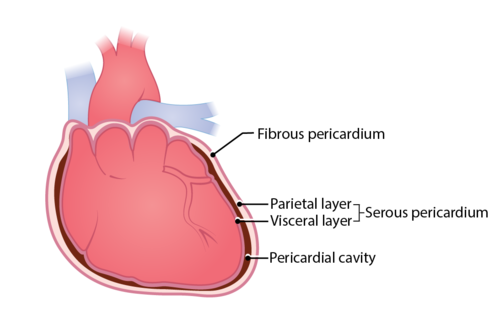 Fibrous pericardium
Parietal layer
Visceral layer
Serous pericardium
Pericardial cavity